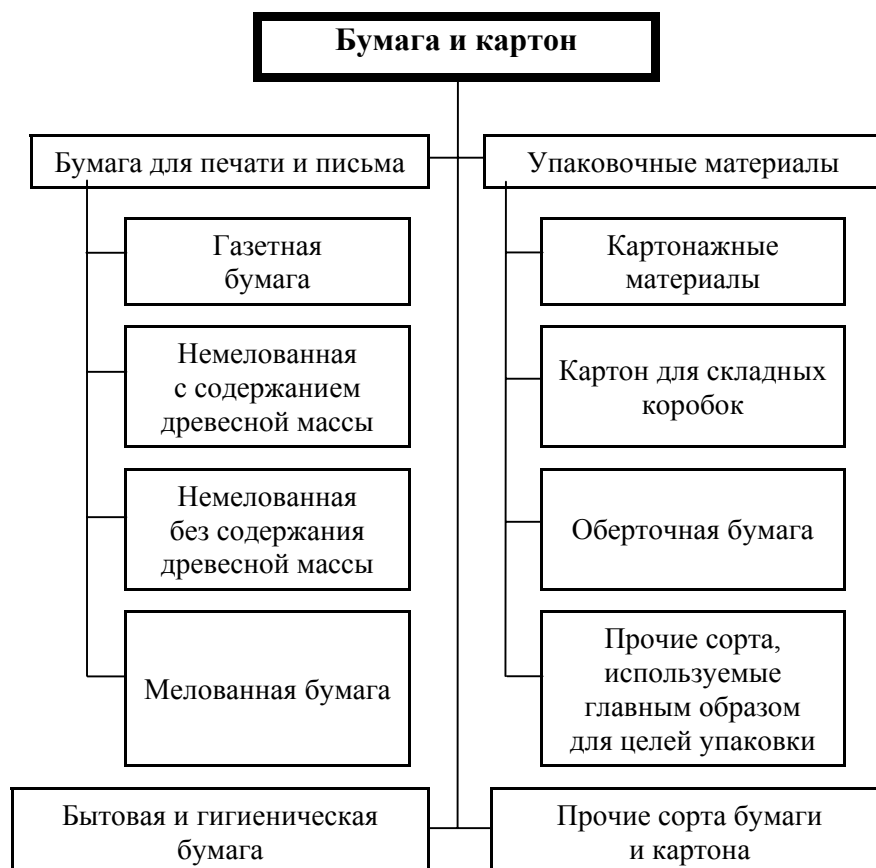 Бумага и картон
Бумага для печати и письма
Газетная
бумага
Немелованная
с содержанием
древесной массы
Немелованная
без содержания
древесной массы
Мелованная бумага
Упаковочные материалы
Картонажные
материалы
Картон для складных
коробок
Оберточная бумага
Прочие сорта,
используемые
главным образом
для целей упаковки
Бытовая и гигиеническая
бумага
Прочие сорта бумаги
и картона